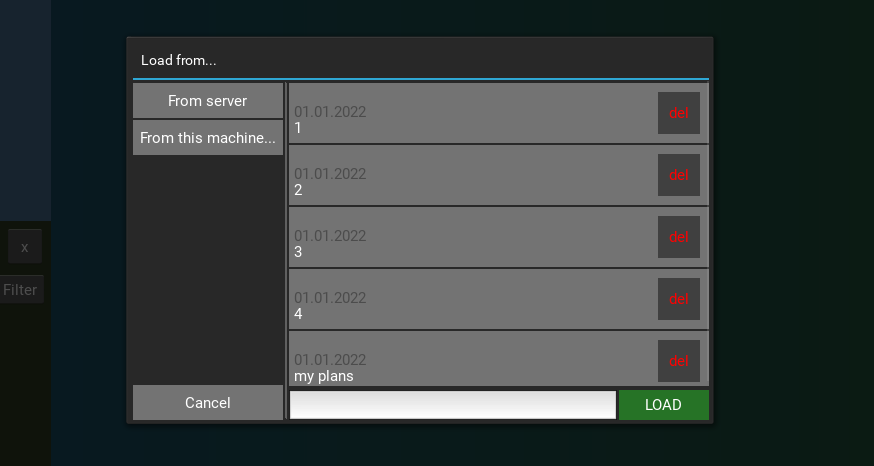 Load from...
From server
From this machine...
01.01.2022
1
del
01.01.2022
2
del
01.01.2022
3
del
01.01.2022
4
del
01.01.2022
my plans
del
x
Filter
Cancel
LOAD